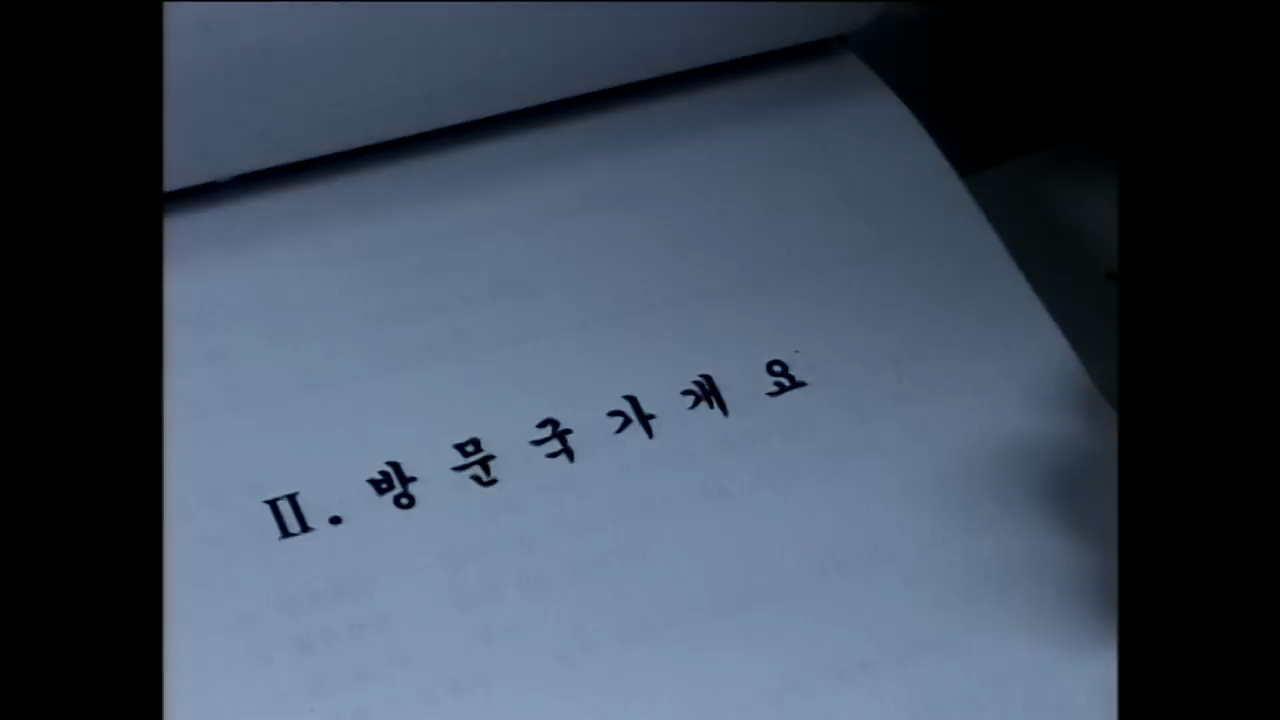 Ⅱ. 방 문 국 가 개 요